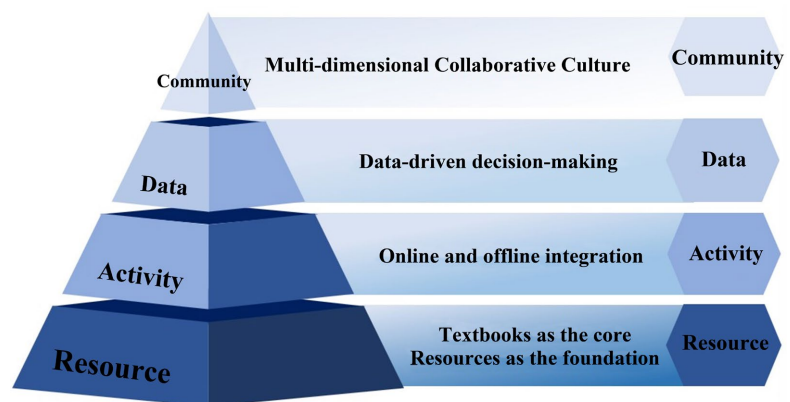 Community
Multi-dimensional Collaborative Culture
Community
Data
Data-driven decision-making
Data
Activity
Online and offline integration
Activity
Resource
Textbooks as the core
Resources as the foundation
Resource